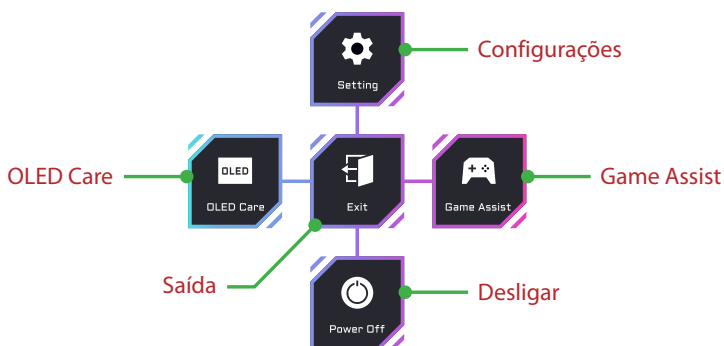 Configurações
Setting
OLED Care
OLED
OLED Care
Exit
Game Assist
Game Assist
Saída
Desligar
Power Off